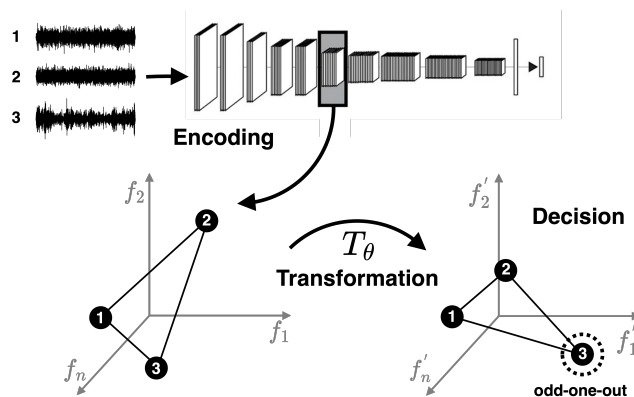 1
2
3
Encoding
f₂
2
1
3
f₁
fₙ
T_θ
Transformation
Decision
f₂′
2
1
3
f₁′
fₙ′
odd-one-out